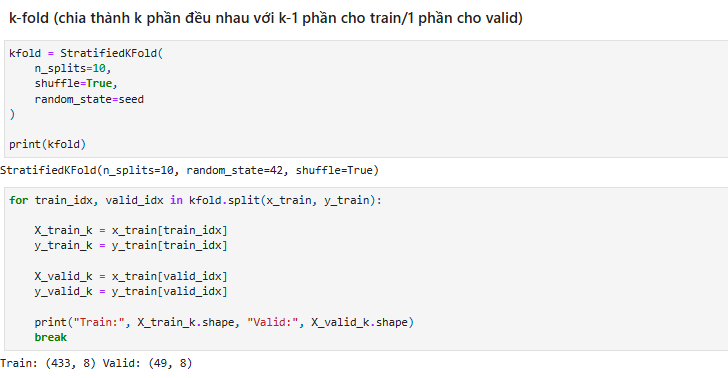 k-fold (chia thành k phần đều nhau với k-1 phần cho train/1 phần cho valid)
kfold = StratifiedKFold(
    n_splits=10,
    shuffle=True,
    random_state=seed
)
print(kfold)
StratifiedKFold(n_splits=10, random_state=42, shuffle=True)
for train_idx, valid_idx in kfold.split(x_train, y_train):
    X_train_k = x_train[train_idx]
    y_train_k = y_train[train_idx]
    X_valid_k = x_train[valid_idx]
    y_valid_k = y_train[valid_idx]
    print("Train:", X_train_k.shape, "Valid:", X_valid_k.shape)
    break
Train: (433, 8) Valid: (49, 8)